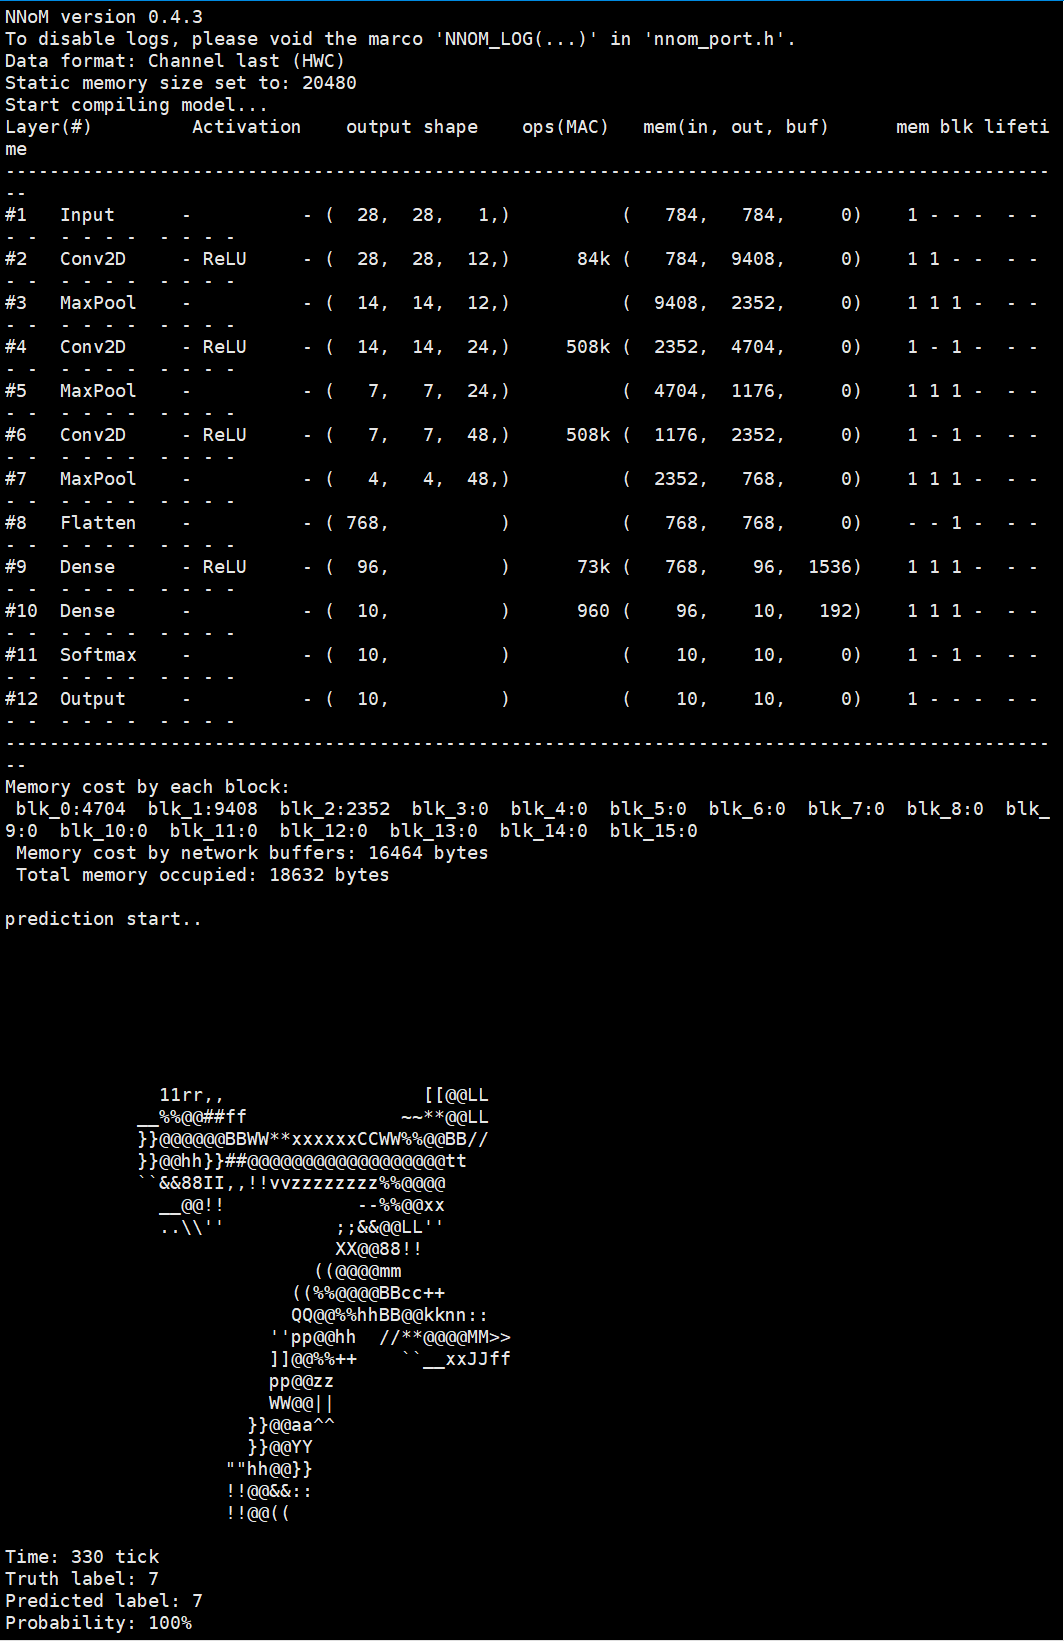 NNoM version 0.4.3
To disable logs, please void the marco 'NNOM_LOG(...)' in 'nnom_port.h'.
Data format: Channel last (HWC)
Static memory size set to: 20480
Start compiling model...
Layer(#)         Activation    output shape    ops(MAC)   mem(in, out, buf)      mem blk lifeti
me
-----------------------------------------------------------------------------------------------
--
#1   Input      -          - (  28,  28,   1,)          (   784,   784,     0)    1 - - -  - -
- -  - - - -  - - - -
#2   Conv2D     - ReLU     - (  28,  28,  12,)      84k (   784,  9408,     0)    1 1 - -  - -
- -  - - - -  - - - -
#3   MaxPool    -          - (  14,  14,  12,)          (  9408,  2352,     0)    1 1 1 -  - -
- -  - - - -  - - - -
#4   Conv2D     - ReLU     - (  14,  14,  24,)     508k (  2352,  4704,     0)    1 - 1 -  - -
- -  - - - -  - - - -
#5   MaxPool    -          - (   7,   7,  24,)          (  4704,  1176,     0)    1 1 1 -  - -
- -  - - - -  - - - -
#6   Conv2D     - ReLU     - (   7,   7,  48,)     508k (  1176,  2352,     0)    1 - 1 -  - -
- -  - - - -  - - - -
#7   MaxPool    -          - (   4,   4,  48,)          (  2352,   768,     0)    1 1 1 -  - -
- -  - - - -  - - - -
#8   Flatten    -          - ( 768,          )          (   768,   768,     0)    - - 1 -  - -
- -  - - - -  - - - -
#9   Dense      - ReLU     - (  96,          )      73k (   768,    96,  1536)    1 1 1 -  - -
- -  - - - -  - - - -
#10  Dense      -          - (  10,          )      960 (    96,    10,   192)    1 1 1 -  - -
- -  - - - -  - - - -
#11  Softmax    -          - (  10,          )          (    10,    10,     0)    1 - 1 -  - -
- -  - - - -  - - - -
#12  Output     -          - (  10,          )          (    10,    10,     0)    1 - - -  - -
- -  - - - -  - - - -
-----------------------------------------------------------------------------------------------
--
Memory cost by each block:
 blk_0:4704  blk_1:9408  blk_2:2352  blk_3:0  blk_4:0  blk_5:0  blk_6:0  blk_7:0  blk_8:0  blk_
9:0  blk_10:0  blk_11:0  blk_12:0  blk_13:0  blk_14:0  blk_15:0
 Memory cost by network buffers: 16464 bytes
 Total memory occupied: 18632 bytes
prediction start..
              11rr,,                  [[@@LL
            __%%@@##ff              ~~**@@LL
            }}@@@@@@BBWW**xxxxxxCCWW%%@@BB//
            }}@@hh}}##@@@@@@@@@@@@@@@@@@tt
            ``&&88II,,!!vvzzzzzzzz%%@@@@
              __@@!!            --%%@@xx
              ..\\''          ;;&&@@LL''
                              XX@@88!!
                            ((@@@@mm
                          ((%%@@@@BBcc++
                          QQ@@%%hhBB@@kknn::
                        ''pp@@hh  //**@@@@MM>>
                        ]]@@%%++    ``__xxJJff
                        pp@@zz
                        WW@@||
                      }}@@aa^^
                      }}@@YY
                    ""hh@@}}
                    !!@@&&::
                    !!@@((
Time: 330 tick
Truth label: 7
Predicted label: 7
Probability: 100%